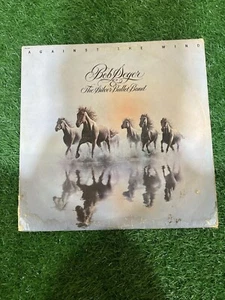 AGAINST THE WIND
Bob Seger
&
The Silver Bullet Band